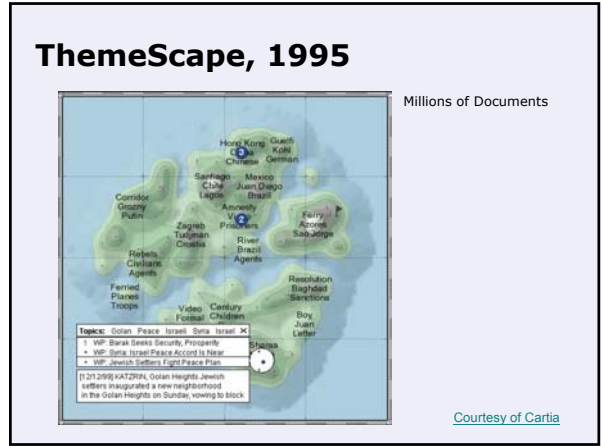 ThemeScape, 1995
Millions of Documents
Hong Kong
Chinese
Guelfi
Kohl
German
Santiago
Chile
Lagos
Mexico
Juan Diego
Brazil
Corridor
Grozny
Putin
Amnesty
Prisoners
Zagreb
Tudjman
Croatia
Ferry
Azores
Sao Jorge
River
Brazil
Agents
Rebels
Civilians
Agents
Ferried
Planes
Troops
Resolution
Baghdad
Sanctions
Video
Formal
Century
Children
Boy
Juan
Letter
Topics: Golan Peace Israeli Syria Israel X
1 WP: Barak Seeks Security, Prosperity
• WP: Syria: Israel Peace Accord Is Near
• WP: Jewish Settlers Fight Peace Plan
[12/12/99] KATZRIN, Golan Heights Jewish
settlers inaugurated a new neighborhood
in the Golan Heights on Sunday, vowing to block
Courtesy of Cartia